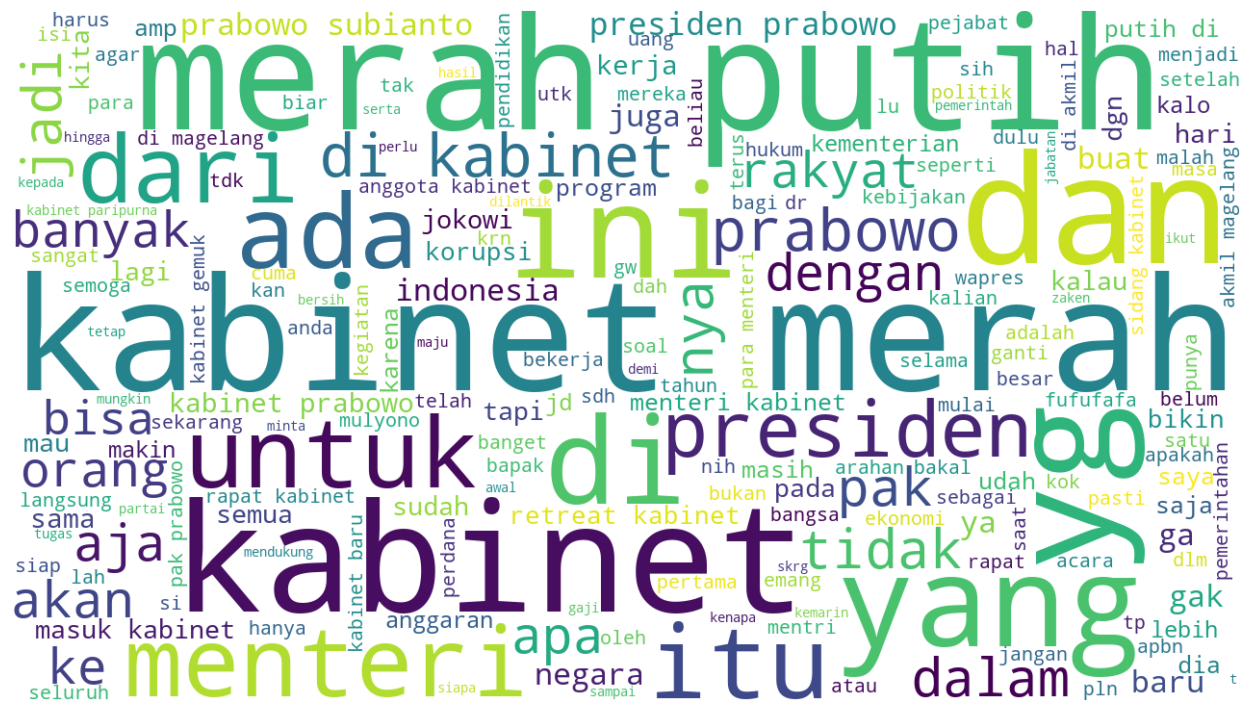 harus
amp
prabowo subianto
presiden prabowo
pejabat
putih di
isi
agar
kita
merah putih
uang
hal
menjadi
jadi
hasil
pendidikan
kerja
sih
setelah
para
biar
tak
serta
utk
mereka
politik
pemerintah
lu
di akmil
dgn
kalo
hingga
di magelang
juga
beliau
dulu
hari
kepada
dari
tdk
di kabinet
perlu
terus
hukum
kementerian
rakyat
seperti
jabatan
buat
malah
masa
anggota kabinet
program
dilantik
bagi
dr
kebijakan
dan
kabinet paripurna
banyak
ada
jokowi
ini
prabowo
sidang kabinet
ikut
akmil magelang
sangat
lagi
cuma
korupsi
krn
semoga
kan
gw
dah
dengan
wapres
kalau
kabinet gemuk
bersih
indonesia
nya
para menteri
kalian
zaken
kabinet merah
tetap
anda
kegiatan
karena
maju
bekerja
soal
demi
selama
adalah
ganti
besar
punya
mungkin
kabinet prabowo
telah
tahun
sdh
menteri kabinet
mulai
fufufafa
belum
bisa
sekarang
minta
mulyono
tapi
jd
presiden
bikin
mau
makin
untuk
banget
di
satu
orang
bapak
nih
masih
arahan bakal
apakah
yg
langsung
partai
pak prabowo
rapat kabinet
awal
bukan
pada
pak
sebagai
udah
kok
pasti
saya
sama
semua
sudah
retreat kabinet
bangsa
ekonomi
ya
saja
tugas
aja
kabinet baru
mendukung
kabinet
perdana
skrg
tidak
rapat
saat
acara
ga
pemerintahan
dlm
siap
lah
pertama
emang
akan
si
gaji
kenapa
kemarin
yang
gak
masuk kabinet
hanya
anggaran
apa
oleh
mentri
tp
lebih
ke
menteri
negara
itu
jangan
apbn
dia
seluruh
siapa
sampai
atau
dalam
pln
baru
t